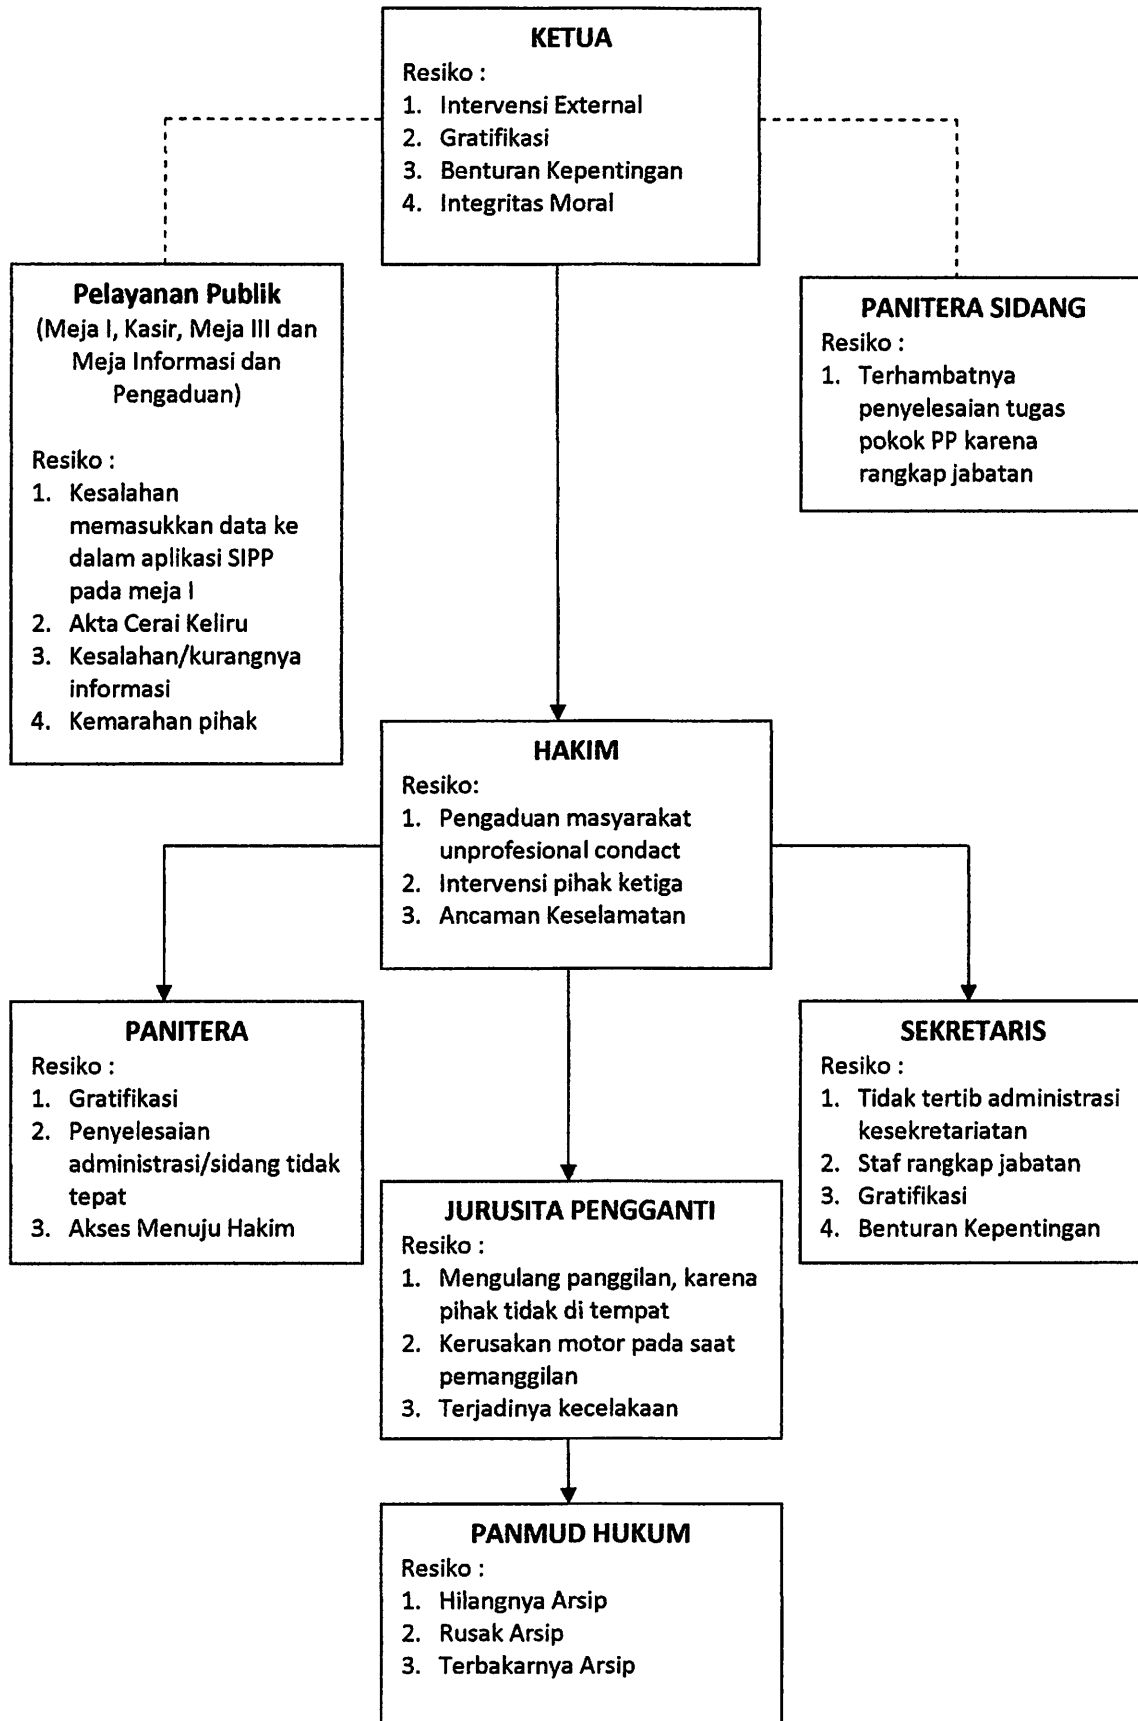 KETUA
Resiko :
1. Intervensi External
2. Gratifikasi
3. Benturan Kepentingan
4. Integritas Moral
Pelayanan Publik
(Meja I, Kasir, Meja III dan
Meja Informasi dan
Pengaduan)
Resiko :
1. Kesalahan
memasukkan data ke
dalam aplikasi SIPP
pada meja I
2. Akta Cerai Keliru
3. Kesalahan/kurangnya
informasi
4. Kemarahan pihak
PANITERA SIDANG
Resiko :
1. Terhambatnya
penyelesaian tugas
pokok PP karena
rangkap jabatan
HAKIM
Resiko:
1. Pengaduan masyarakat
unprofesional condact
2. Intervensi pihak ketiga
3. Ancaman Keselamatan
PANITERA
Resiko :
1. Gratifikasi
2. Penyelesaian
administrasi/sidang tidak
tepat
3. Akses Menuju Hakim
SEKRETARIS
Resiko :
1. Tidak tertib administrasi
kesekretariatan
2. Staf rangkap jabatan
3. Gratifikasi
4. Benturan Kepentingan
JURUSITA PENGGANTI
Resiko :
1. Mengulang panggilan, karena
pihak tidak di tempat
2. Kerusakan motor pada saat
pemanggilan
3. Terjadinya kecelakaan
PANMUD HUKUM
Resiko :
1. Hilangnya Arsip
2. Rusak Arsip
3. Terbakarnya Arsip